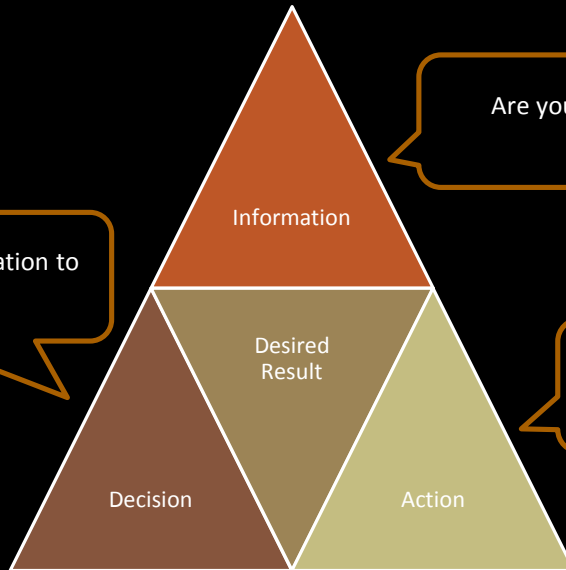 Are you
Information
ation to
Desired
Result
Decision
Action